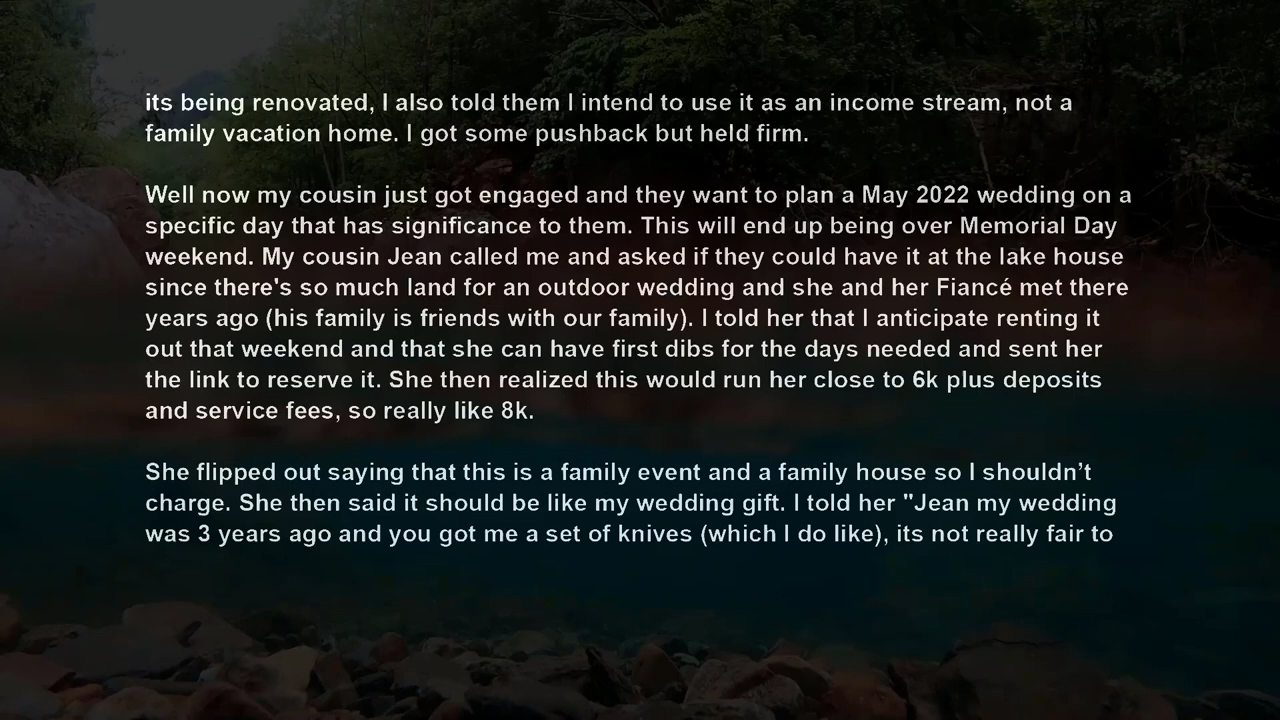 its being renovated, I also told them I intend to use it as an income stream, not a
family vacation home. I got some pushback but held firm.
Well now my cousin just got engaged and they want to plan a May 2022 wedding on a
specific day that has significance to them. This will end up being over Memorial Day
weekend. My cousin Jean called me and asked if they could have it at the lake house
since there's so much land for an outdoor wedding and she and her Fiancé met there
years ago (his family is friends with our family). I told her that I anticipate renting it
out that weekend and that she can have first dibs for the days needed and sent her
the link to reserve it. She then realized this would run her close to 6k plus deposits
and service fees, so really like 8k.
She flipped out saying that this is a family event and a family house so I shouldn’t
charge. She then said it should be like my wedding gift. I told her "Jean my wedding
was 3 years ago and you got me a set of knives (which I do like), its not really fair to